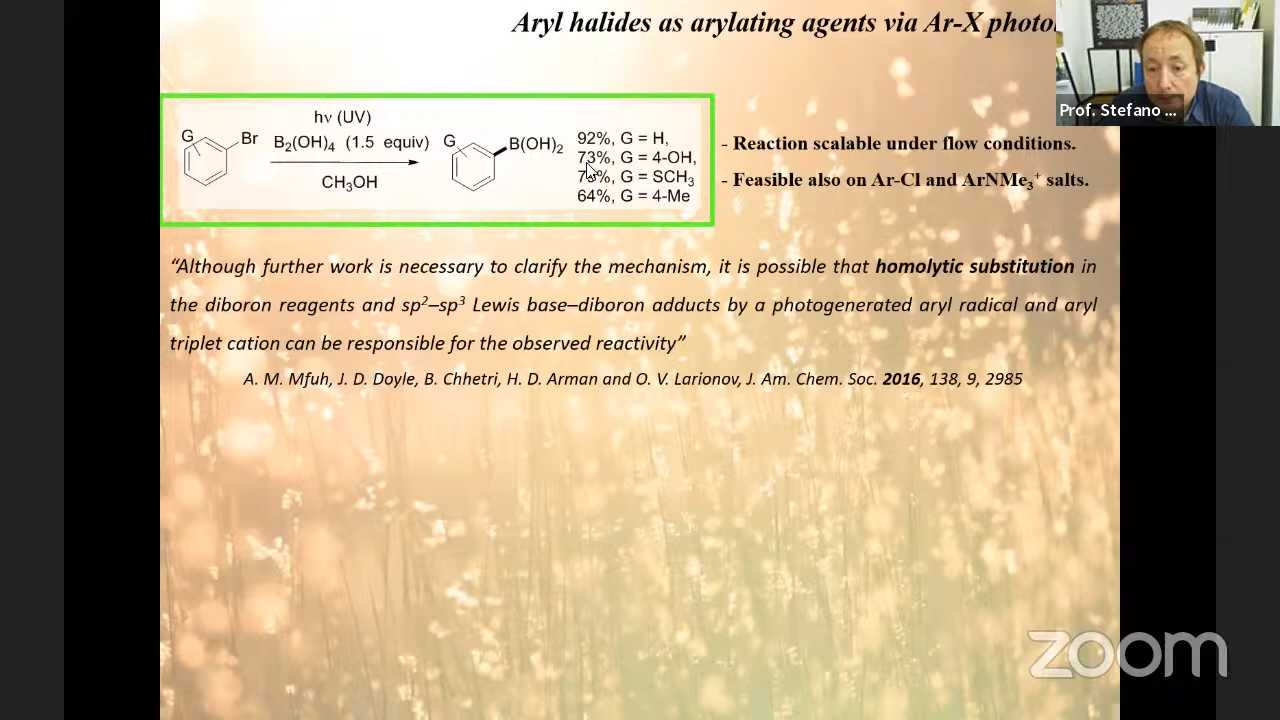 Aryl halides as arylating agents via Ar-X
Prof. Stefano ...
G
Br
hν (UV)
B2(OH)4 (1.5 equiv)
CH3OH
G
B(OH)2
92%, G = H,
73%, G = 4-OH,
G = SCH3
64%, G = 4-Me
- Reaction scalable under flow conditions.
- Feasible also on Ar-Cl and ArNMe3+ salts.
“Although further work is necessary to clarify the mechanism, it is possible that homolytic substitution in
the diboron reagents and sp2–sp3 Lewis base–diboron adducts by a photogenerated aryl radical and aryl
triplet cation can be responsible for the observed reactivity”
A. M. Mfuh, J. D. Doyle, B. Chhetri, H. D. Arman and O. V. Larionov, J. Am. Chem. Soc. 2016, 138, 9, 2985
zoom